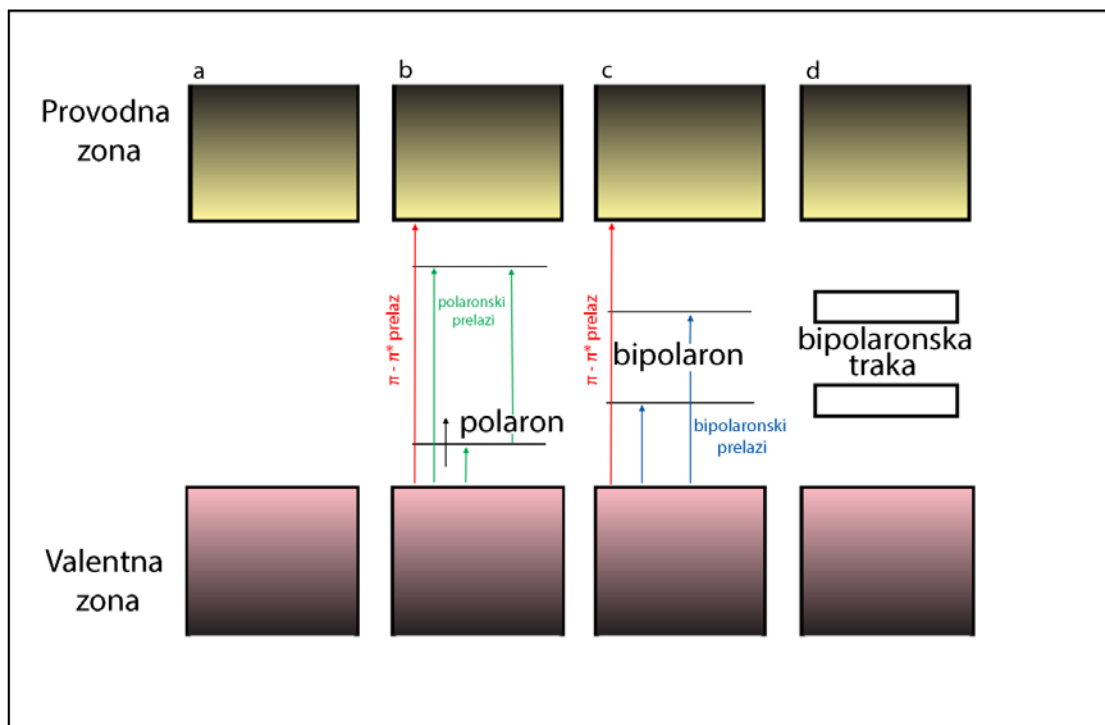 a
b
c
d
Provodna
zona
π - π* prelaz
polaronski
prelazi
polaron
π - π* prelaz
bipolaron
bipolaronski
prelazi
bipolaronska
traka
Valentna
zona